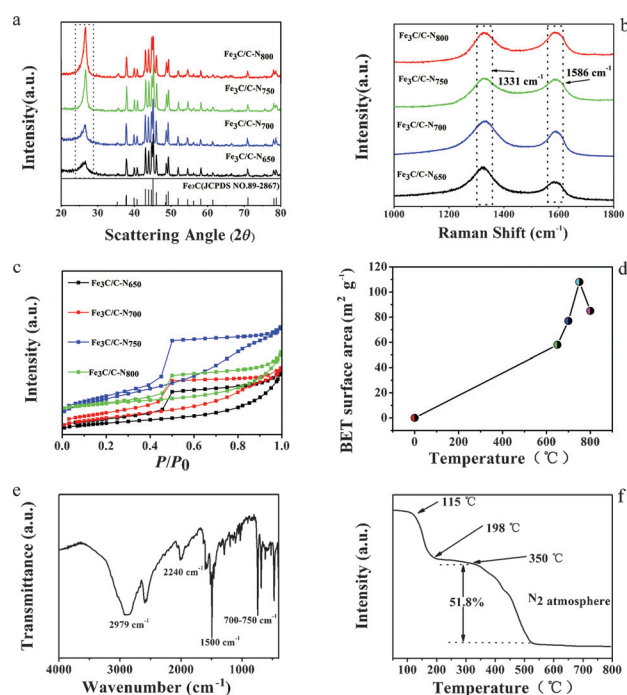 a
Intensity(a.u.)
Fe3C/C-N800
Fe3C/C-N750
Fe3C/C-N700
Fe3C/C-N650
Fe3C(JCPDS NO.89-2867)
20 30 40 50 60 70 80
Scattering Angle (2θ)
b
Intensity(a.u.)
Fe3C/C-N800
Fe3C/C-N750
Fe3C/C-N700
Fe3C/C-N650
1331 cm-1
1586 cm-1
1000 1200 1400 1600 1800
Raman Shift (cm-1)
c
Intensity (a.u.)
Fe3C/C-N650
Fe3C/C-N700
Fe3C/C-N750
Fe3C/C-N800
0.0 0.2 0.4 0.6 0.8 1.0
P/P0
d
BET surface area (m2 g-1)
120
100
80
60
40
20
0
0 200 400 600 800
Temperature (℃)
e
Transmittance (a.u.)
2979 cm-1
2240 cm-1
1500 cm-1
700-750 cm-1
4000 3000 2000 1000
Wavenumber (cm-1)
f
Intensity (a.u.)
115 ℃
198 ℃
350 ℃
51.8%
N2 atmosphere
100 200 300 400 500 600 700 800
Temperature (℃)